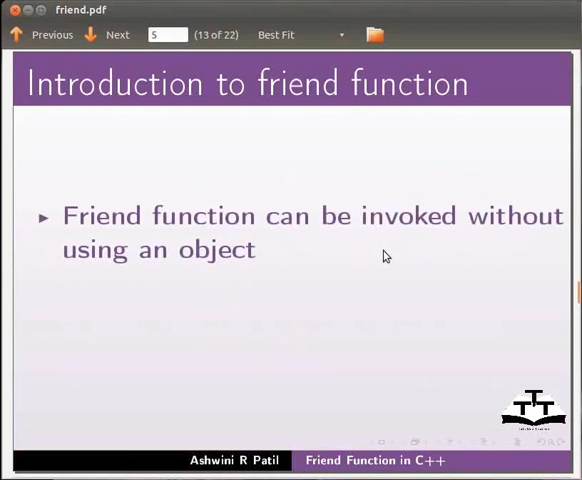 friend.pdf
Previous Next 5 (13 of 22) Best Fit
Introduction to friend function
Friend function can be invoked without
using an object
TTT
Ashwini R Patil Friend Function in C++